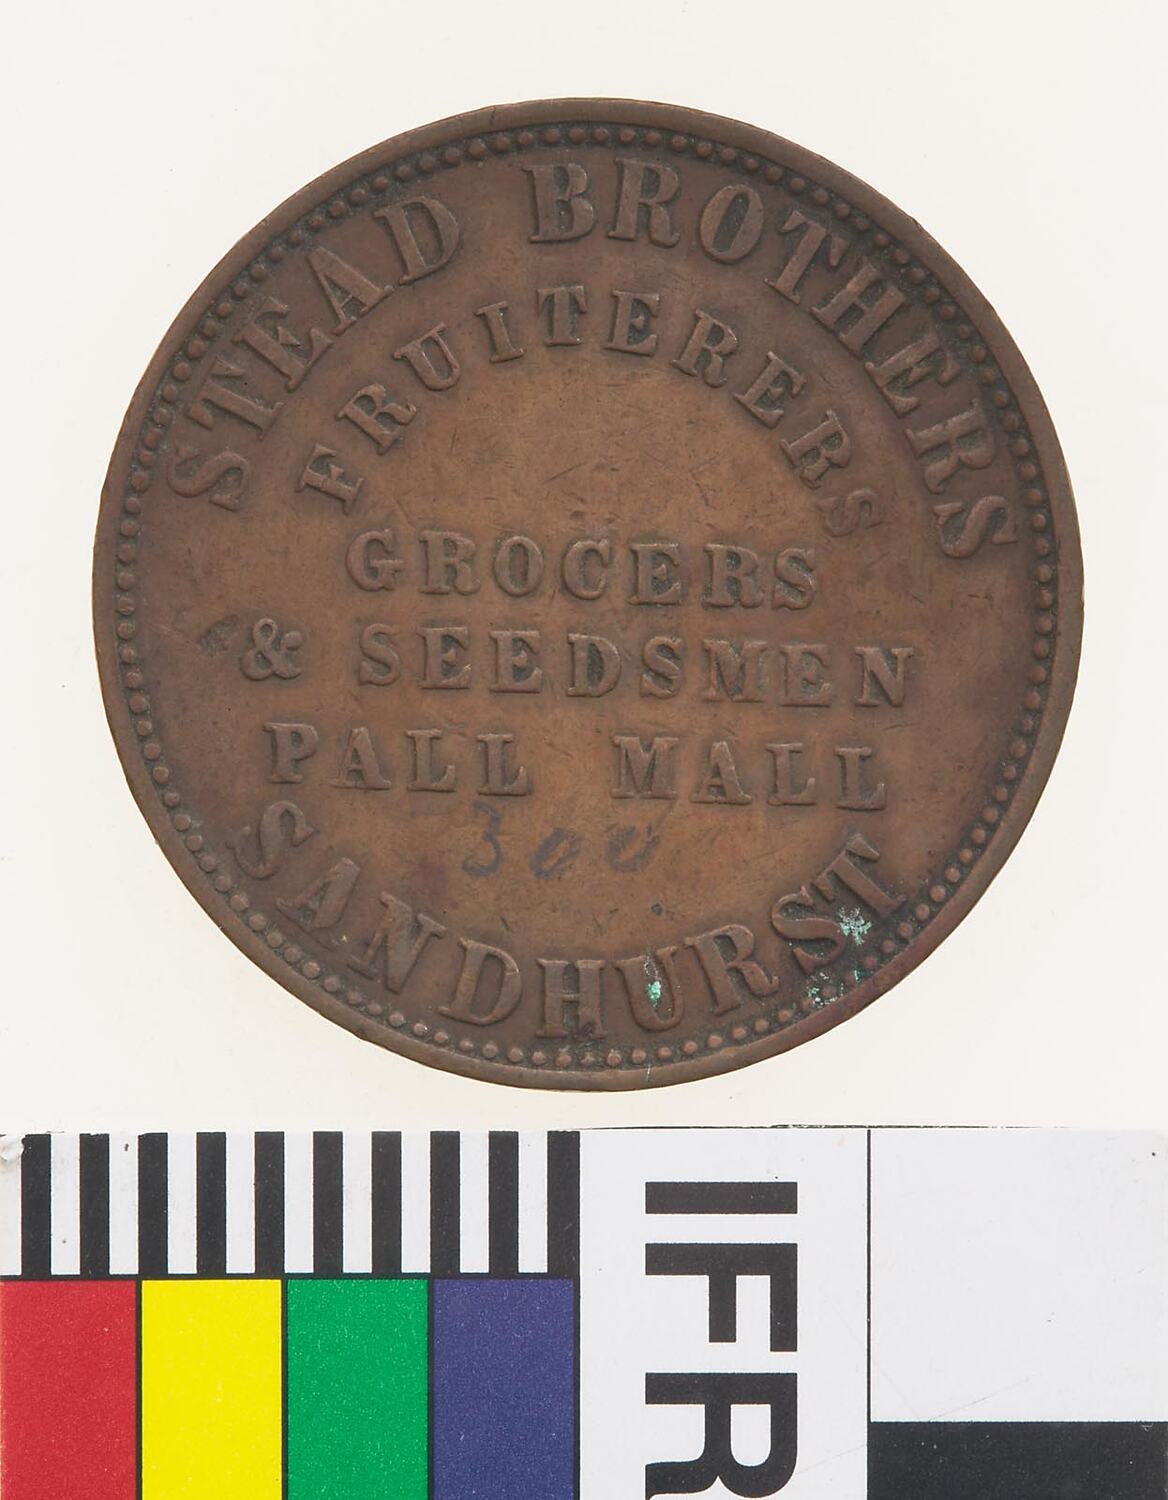 STEAD BROTHERS
FRUITERERS
GROCERS
& SEEDSMEN
PALL MALL
300
SANDHURST
IFR